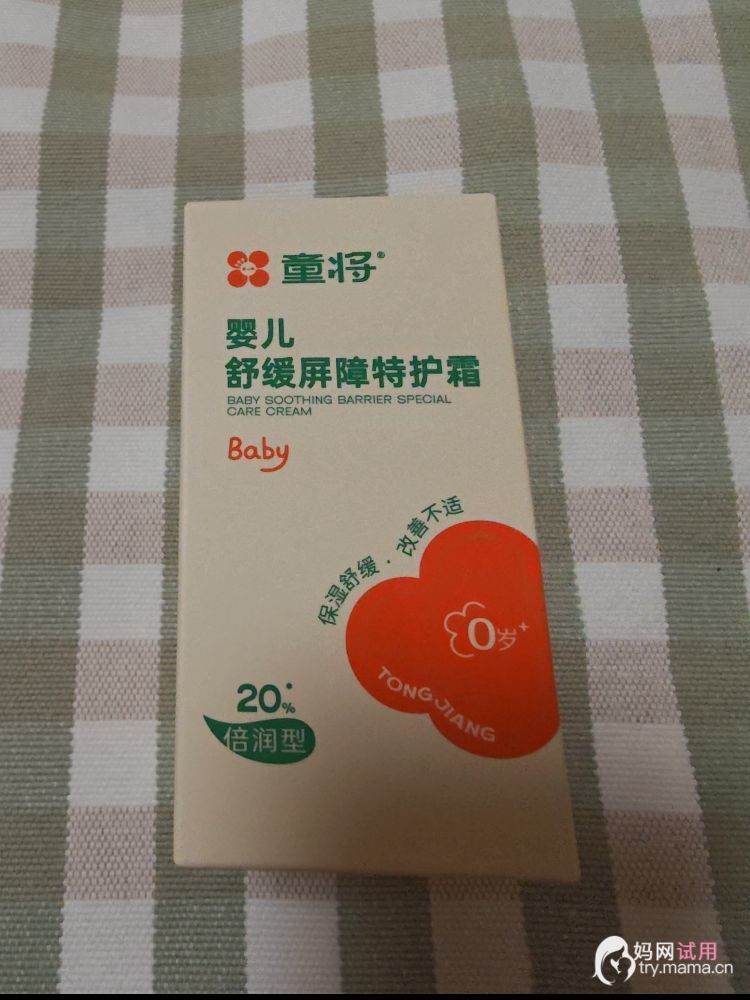 童将®
婴儿
舒缓屏障特护霜
BABY SOOTHING BARRIER SPECIAL
CARE CREAM
Baby
保湿舒缓·改善不适
0岁+
TONG JIANG
20%*
倍润型
妈网试用
try.mama.cn